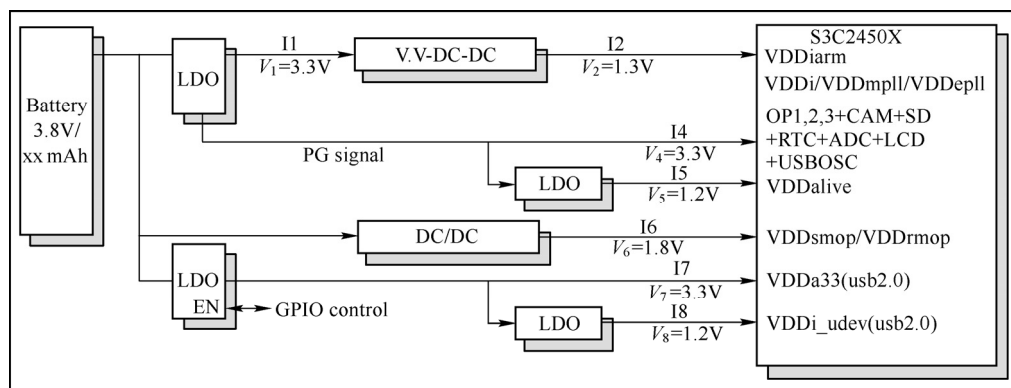 S3C2450X
I1
V.V-DC-DC
I2
V1=3.3V
V2=1.3V
VDDiarm
LDO
VDDi/VDDmpll/VDDepll
Battery
3.8V/
xx mAh
OP1,2,3+CAM+SD
+RTC+ADC+LCD
+USBOSC
I4
PG signal
V4=3.3V
I5
LDO
V5=1.2V
VDDalive
I6
DC/DC
V6=1.8V
VDDsmop/VDDrmop
I7
LDO
EN
GPIO control
V7=3.3V
VDDa33(usb2.0)
I8
LDO
V8=1.2V
VDDi_udev(usb2.0)